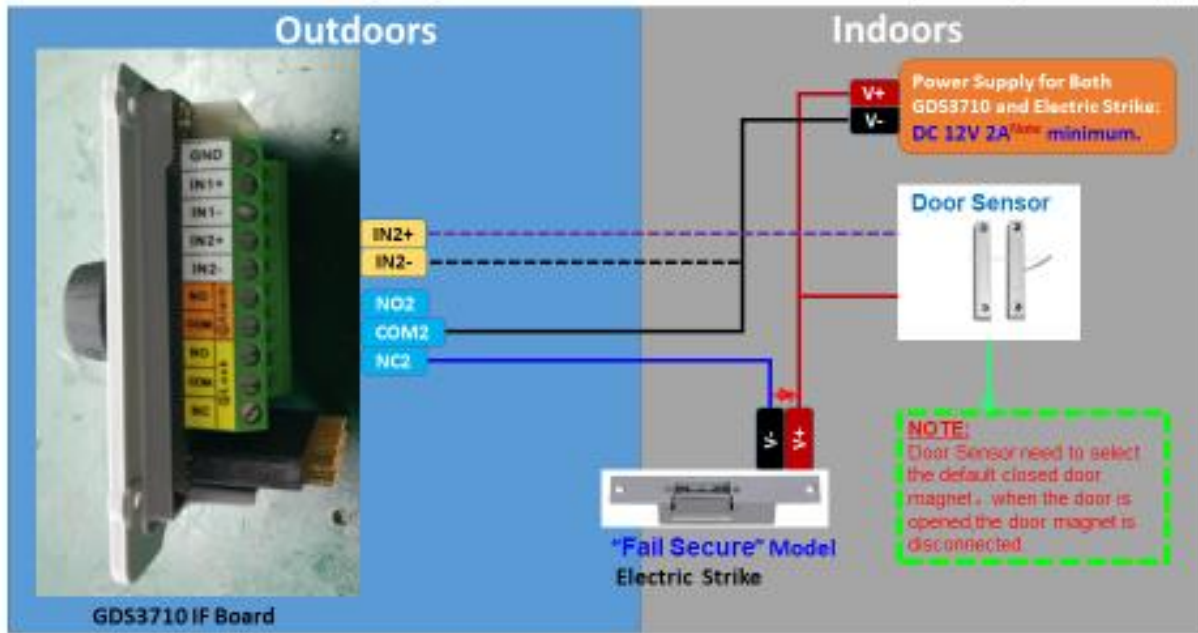 Outdoors
Indoors
V+
V-
Power Supply for Both
GDS3710 and Electric Strike:
DC 12V 2A Note minimum.
GND
IN1+
IN1-
IN2+
IN2-
NO
COM
Alarm
NO
COM
NC
Lock
IN2+
IN2-
NO2
COM2
NC2
Door Sensor
V-
V+
NOTE:
Door Sensor need to select
the default closed door
magnet, when the door is
opened,the door magnet is
disconnected
"Fail Secure" Model
Electric Strike
GDS3710 IF Board